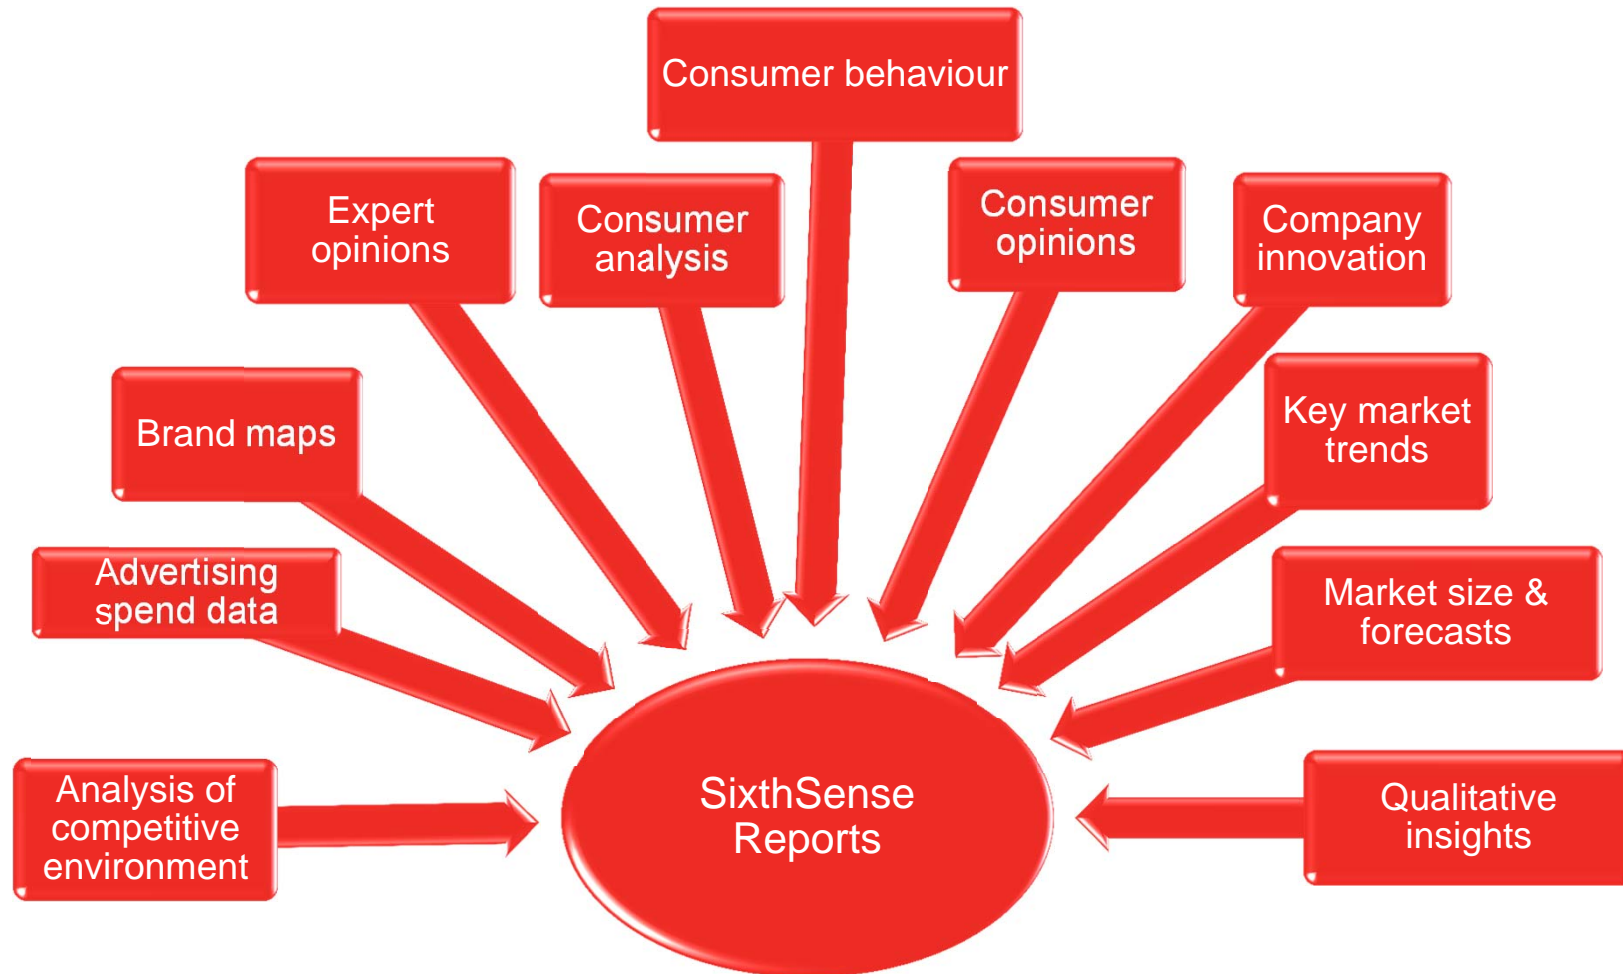 Consumer behaviour
Expert
opinions
Consumer
analysis
Consumer
opinions
Company
innovation
Brand maps
Key market
trends
Advertising
spend data
Market size &
forecasts
Analysis of
competitive
environment
SixthSense
Reports
Qualitative
insights